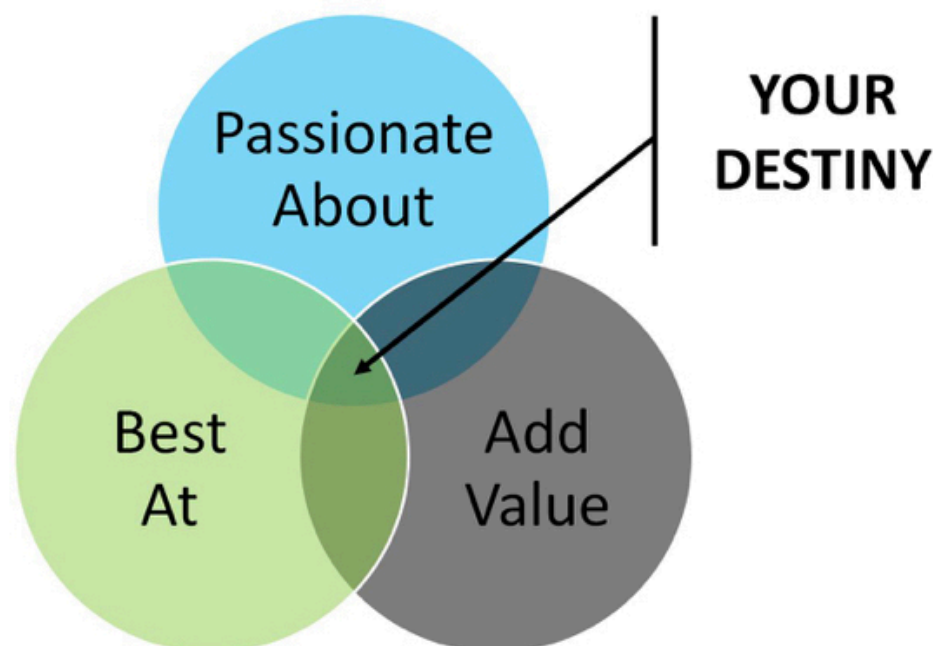 Passionate
About
YOUR
DESTINY
Best
At
Add
Value